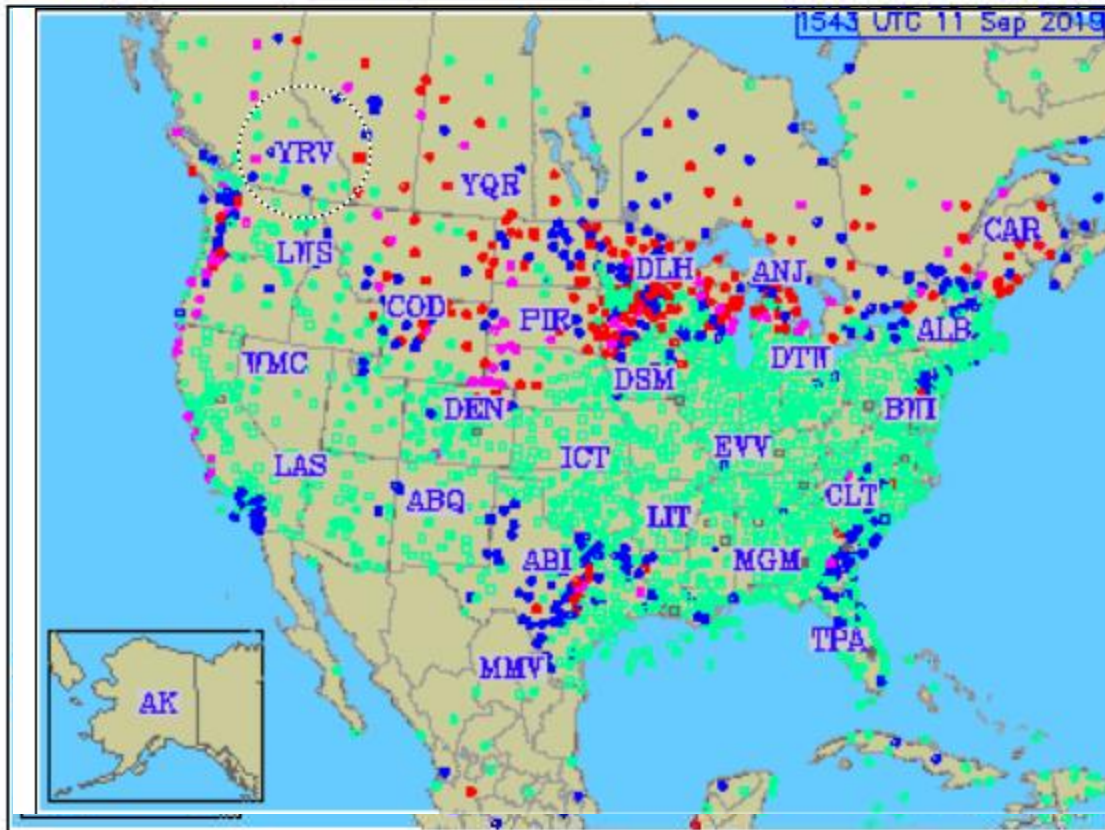 1543 UTC 11 Sep 2019
YRV
YQR
CAR
LWS
DLH
ANJ
COD
PIR
ALB
WMC
DTW
DSM
DEN
BWI
EVV
ICT
LAS
CLT
ABQ
LIT
ABI
MGM
TPA
MMV
AK